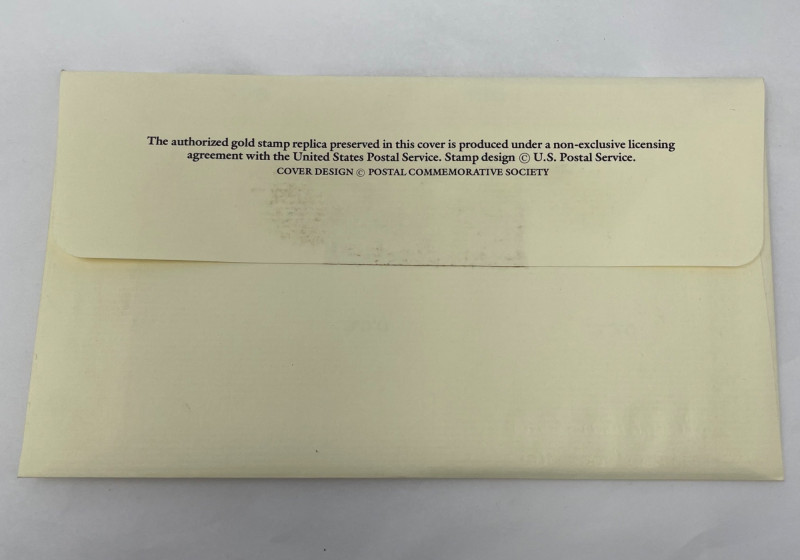 The authorized gold stamp replica preserved in this cover is produced under a non-exclusive licensing
agreement with the United States Postal Service. Stamp design © U.S. Postal Service.
COVER DESIGN © POSTAL COMMEMORATIVE SOCIETY